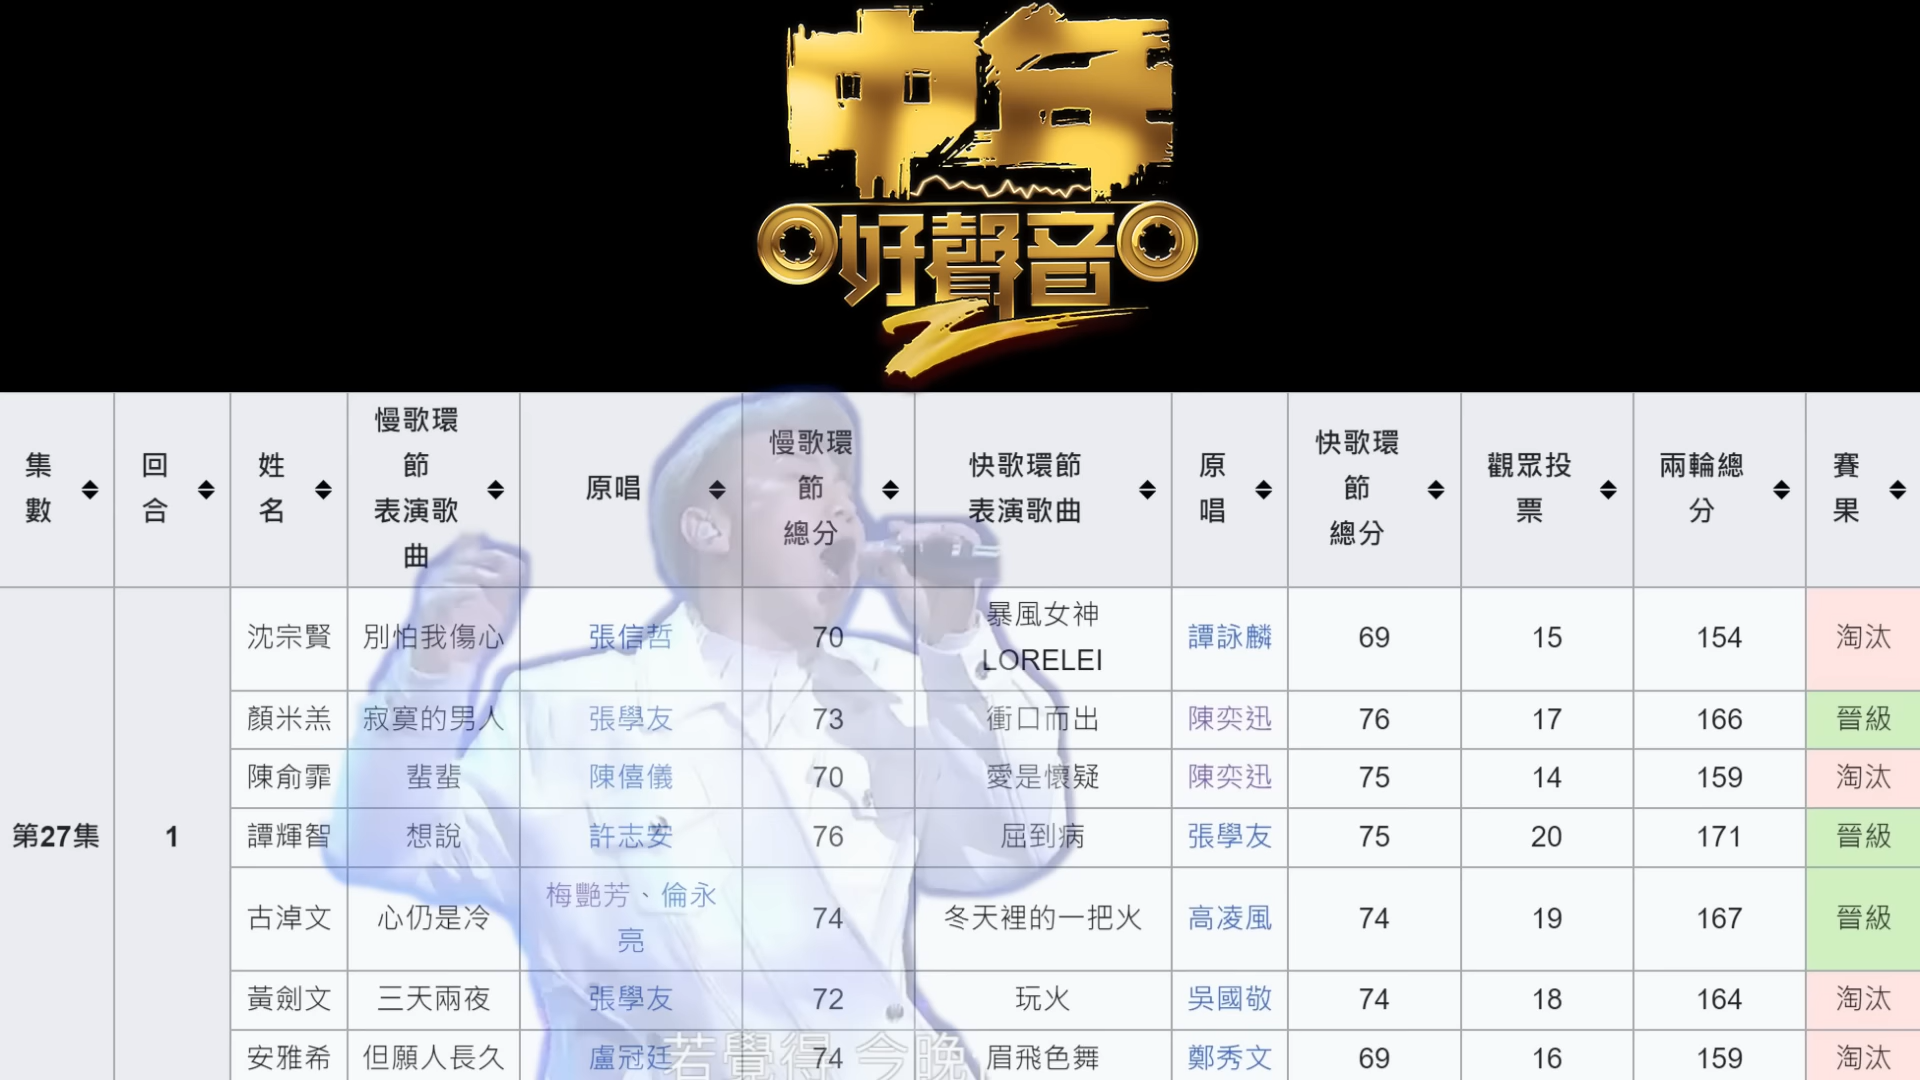 中年
好聲音
2
集
數
回
合
姓
名
慢歌環
節
表演歌
曲
原唱
慢歌環
節
總分
快歌環節
表演歌曲
原
唱
快歌環
節
總分
觀眾投
票
兩輪總
分
賽
果
第27集
1
沈宗賢
別怕我傷心
張信哲
70
暴風女神
LORELEI
譚詠麟
69
15
154
淘汰
顏米羔
寂寞的男人
張學友
73
衝口而出
陳奕迅
76
17
166
晉級
陳俞霏
蜚蜚
陳僖儀
70
愛是懷疑
陳奕迅
75
14
159
淘汰
譚輝智
想說
許志安
76
屈到病
張學友
75
20
171
晉級
古淖文
心仍是冷
梅艷芳、倫永
亮
74
冬天裡的一把火
高凌風
74
19
167
晉級
黃劍文
三天兩夜
張學友
72
玩火
吳國敬
74
18
164
淘汰
安雅希
但願人長久
盧冠廷
74
眉飛色舞
鄭秀文
69
16
159
淘汰
若覺得 今晚